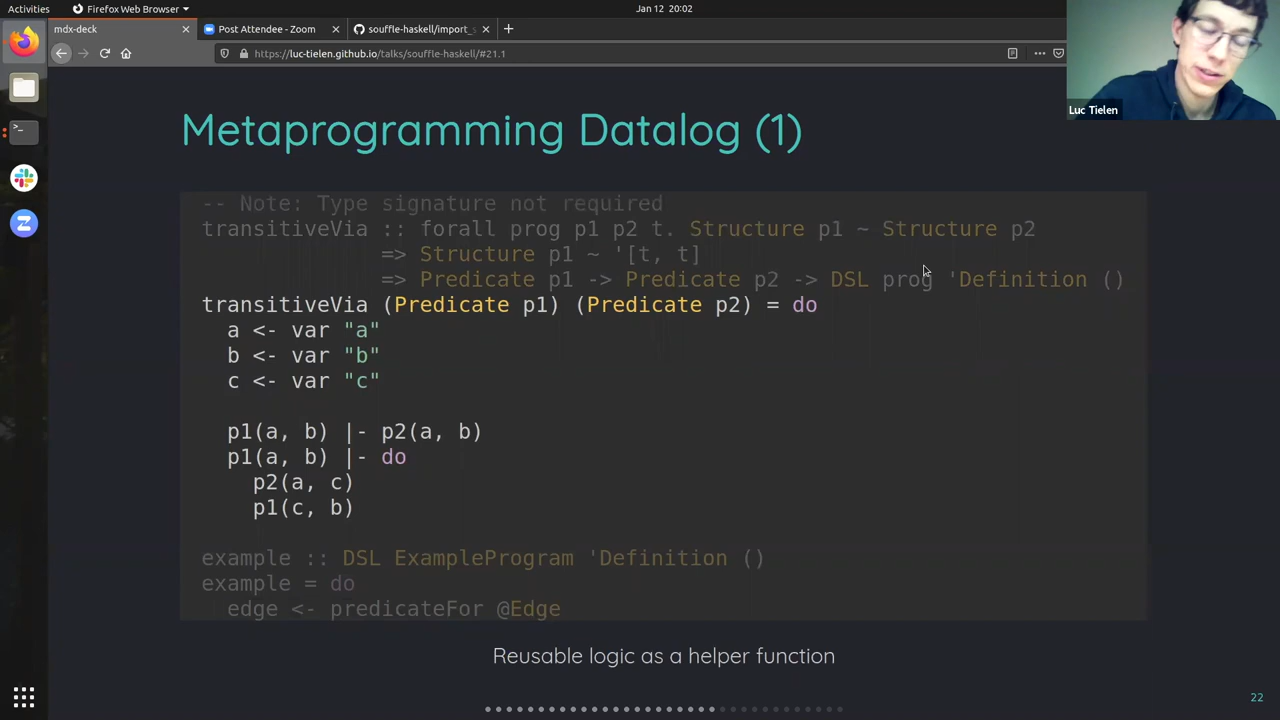 Activities
Firefox Web Browser
Jan 12 20:02
mdx-deck
Post Attendee - Zoom
souffle-haskell/import_s
https://luc-tielen.github.io/talks/souffle-haskell/#21.1
Luc Tielen
Metaprogramming Datalog (1)
-- Note: Type signature not required
transitiveVia :: forall prog p1 p2 t. Structure p1 ~ Structure p2
=> Structure p1 ~ '[t, t]
=> Predicate p1 -> Predicate p2 -> DSL prog 'Definition ()
transitiveVia (Predicate p1) (Predicate p2) = do
a <- var "a"
b <- var "b"
c <- var "c"
p1(a, b) |- p2(a, b)
p1(a, b) |- do
p2(a, c)
p1(c, b)
example :: DSL ExampleProgram 'Definition ()
example = do
edge <- predicateFor @Edge
Reusable logic as a helper function
22